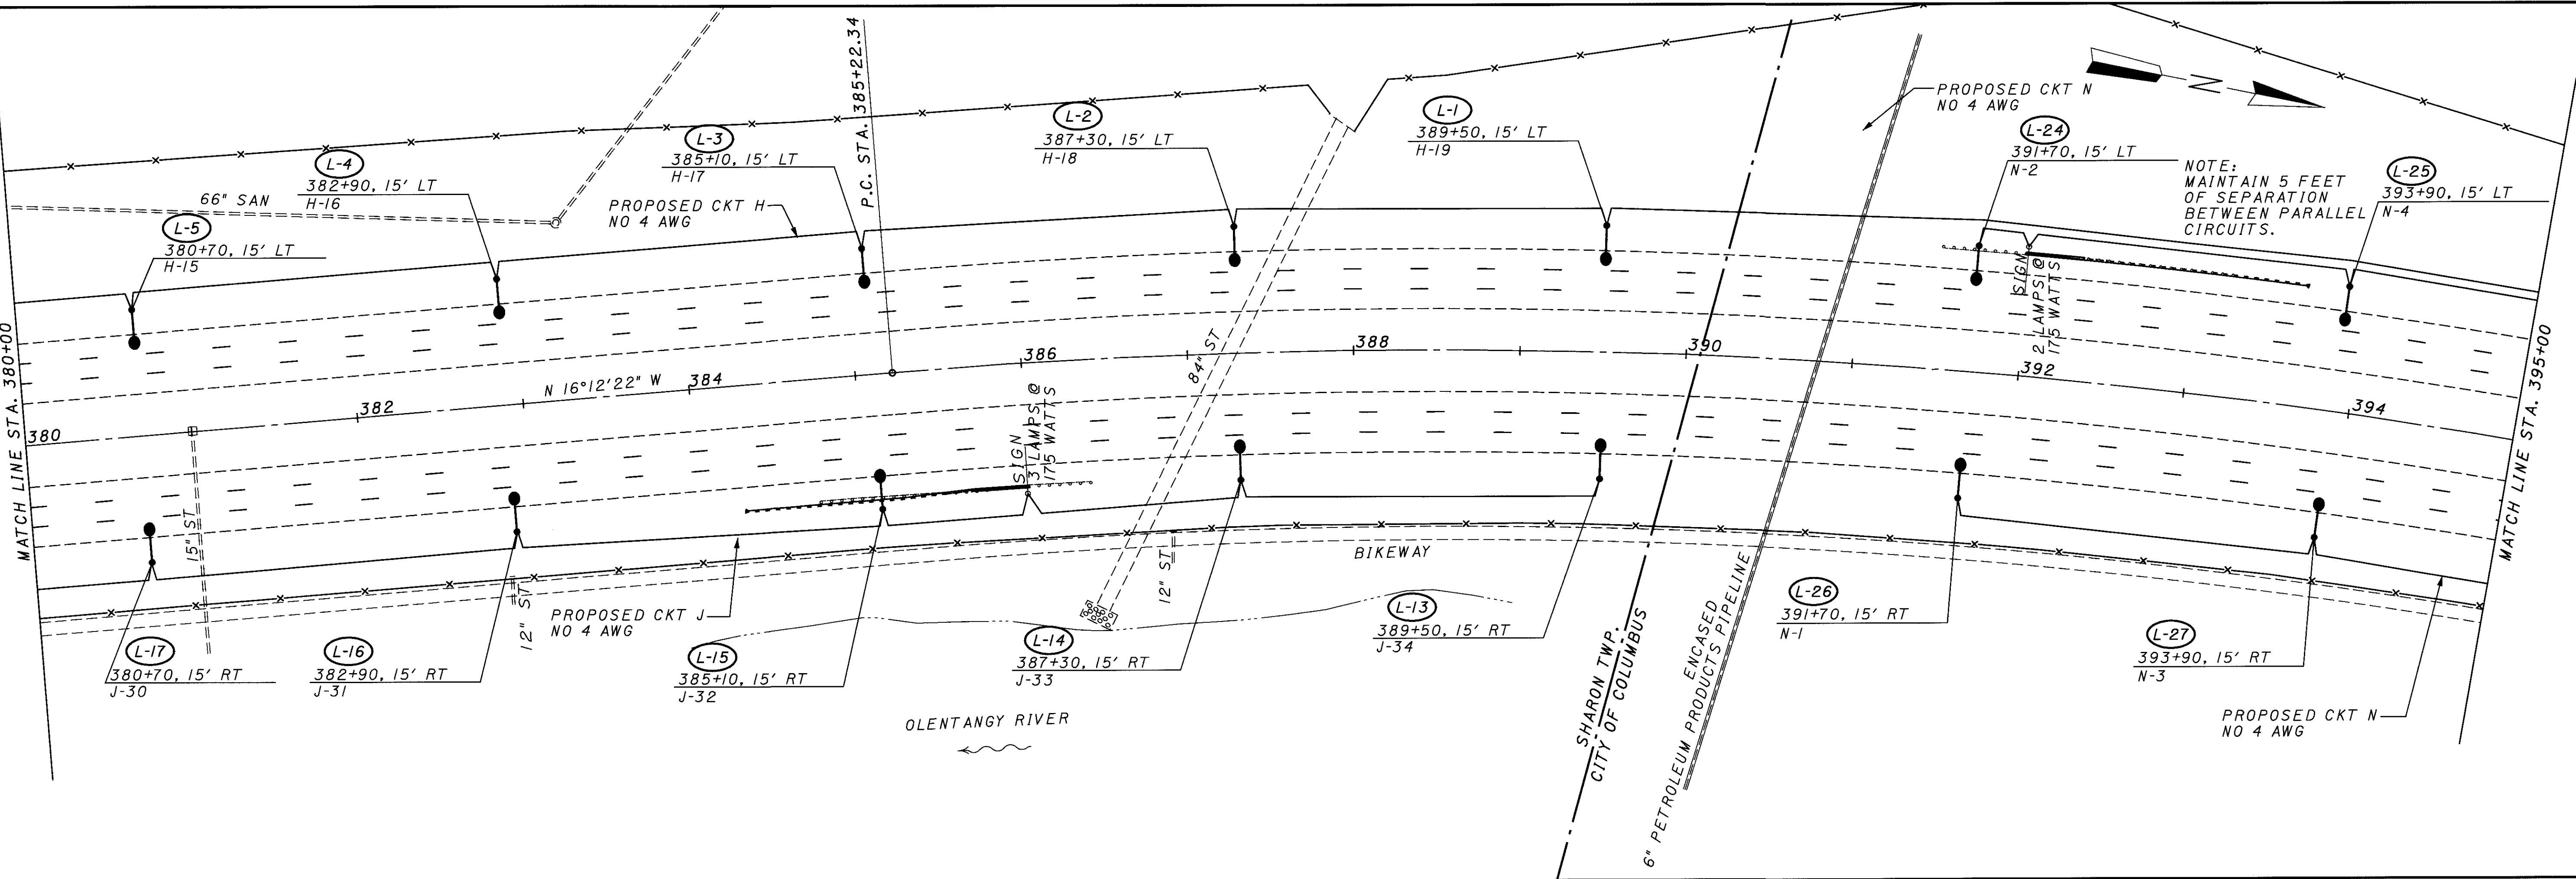 MATCH LINE STA. 380+00
66" SAN
L-5
380+70, 15' LT
H-15
L-4
382+90, 15' LT
H-16
PROPOSED CKT H
NO 4 AWG
L-3
385+10, 15' LT
H-17
P.C. STA. 385+22.34
L-2
387+30, 15' LT
H-18
L-1
389+50, 15' LT
H-19
PROPOSED CKT N
NO 4 AWG
N
L-24
391+70, 15' LT
N-2
NOTE:
MAINTAIN 5 FEET
OF SEPARATION
BETWEEN PARALLEL
CIRCUITS.
L-25
393+90, 15' LT
N-4
SIGN
2 LAMPS @
175 WATTS
84" ST
380
382
N 16°12'22" W
384
386
388
390
392
394
MATCH LINE STA. 395+00
SIGN
3 LAMPS @
175 WATTS
15" ST
12" ST
12" ST
BIKEWAY
L-17
380+70, 15' RT
J-30
L-16
382+90, 15' RT
J-31
PROPOSED CKT J
NO 4 AWG
L-15
385+10, 15' RT
J-32
L-14
387+30, 15' RT
J-33
L-13
389+50, 15' RT
J-34
SHARON TWP.
CITY OF COLUMBUS
ENCASED
6" PETROLEUM PRODUCTS PIPELINE
L-26
391+70, 15' RT
N-1
L-27
393+90, 15' RT
N-3
PROPOSED CKT N
NO 4 AWG
OLENTANGY RIVER